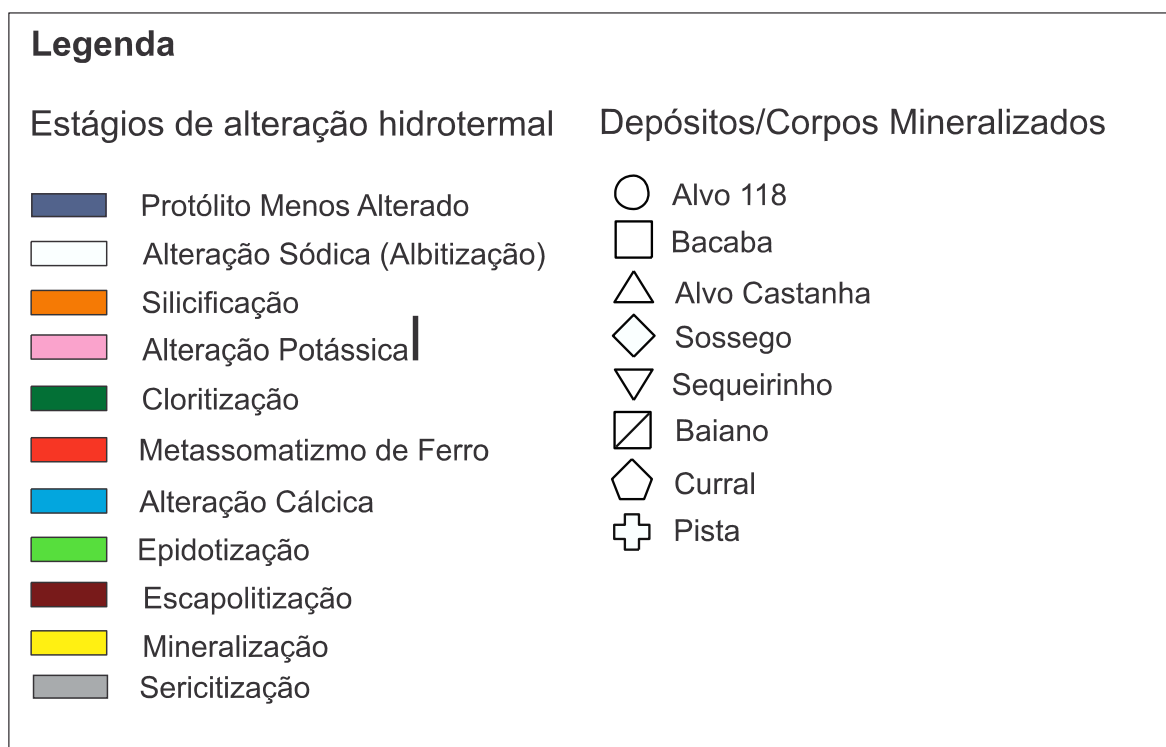 Legenda
Estágios de alteração hidrotermal
Protólito Menos Alterado
Alteração Sódica (Albitização)
Silicificação
Alteração Potássica
Cloritização
Metassomatizmo de Ferro
Alteração Cálcica
Epidotização
Escapolitização
Mineralização
Sericitização
Depósitos/Corpos Mineralizados
Alvo 118
Bacaba
Alvo Castanha
Sossego
Sequeirinho
Baiano
Curral
Pista